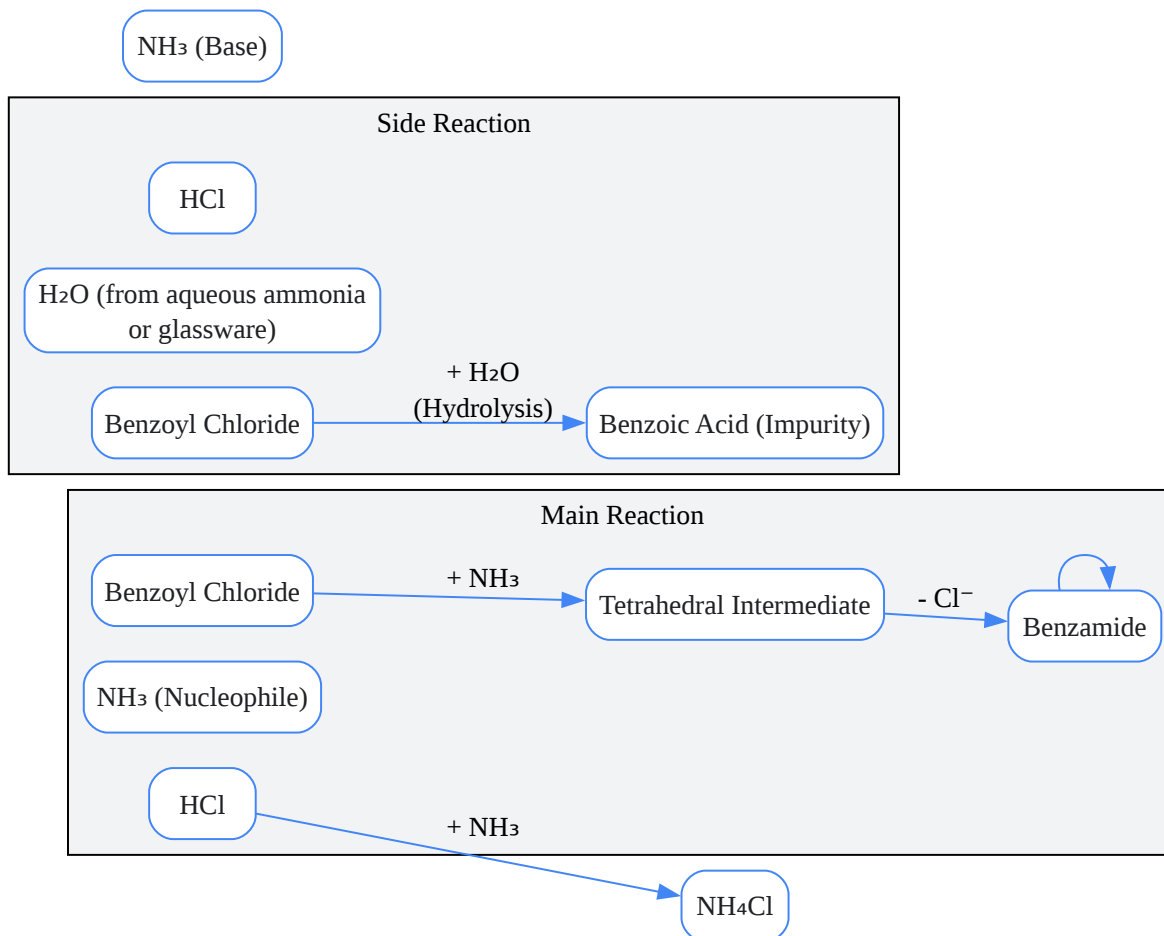 NH₃ (Base)
Side Reaction
HCl
H₂O (from aqueous ammonia
or glassware)
+ H₂O
(Hydrolysis)
Benzoyl Chloride
Benzoic Acid (Impurity)
Main Reaction
Benzoyl Chloride
+ NH₃
Tetrahedral Intermediate
- Cl⁻
Benzamide
NH₃ (Nucleophile)
HCl
+ NH₃
NH₄Cl